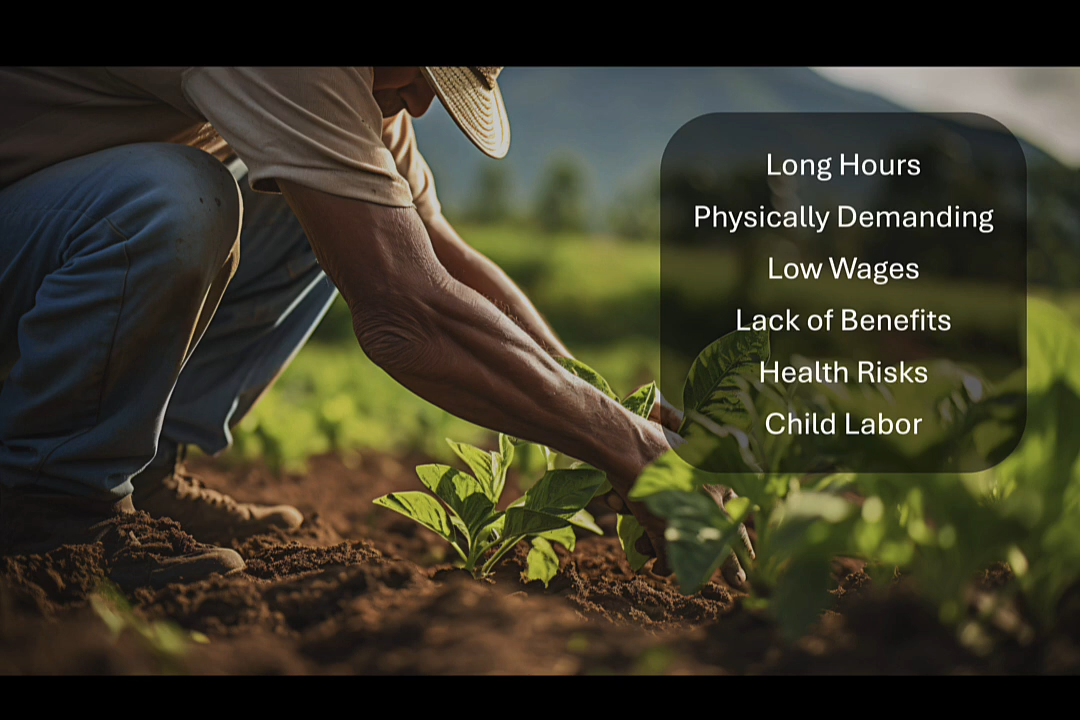 Long Hours
Physically Demanding
Low Wages
Lack of Benefits
Health Risks
Child Labor